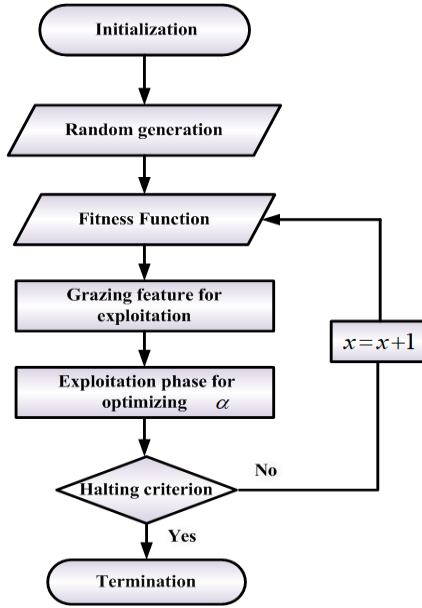 Initialization
Random generation
Fitness Function
Grazing feature for
exploitation
x=x+1
Exploitation phase for
optimizing α
Halting criterion
No
Yes
Termination